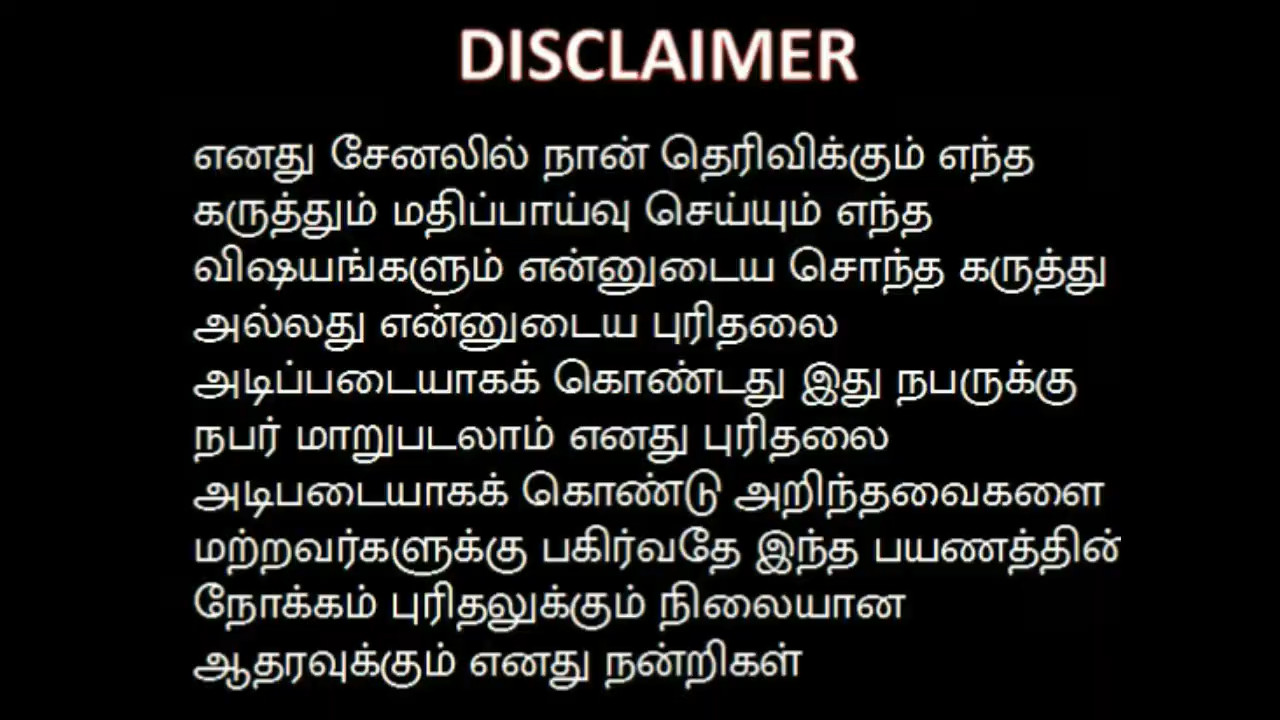 DISCLAIMER
எனது சேனலில் நான் தெரிவிக்கும் எந்த
கருத்தும் மதிப்பாய்வு செய்யும் எந்த
விஷயங்களும் என்னுடைய சொந்த கருத்து
அல்லது என்னுடைய புரிதலை
அடிப்படையாகக் கொண்டது இது நபருக்கு
நபர் மாறுபடலாம் எனது புரிதலை
அடிபடையாகக் கொண்டு அறிந்தவைகளை
மற்றவர்களுக்கு பகிர்வதே இந்த பயணத்தின்
நோக்கம் புரிதலுக்கும் நிலையான
ஆதரவுக்கும் எனது நன்றிகள்